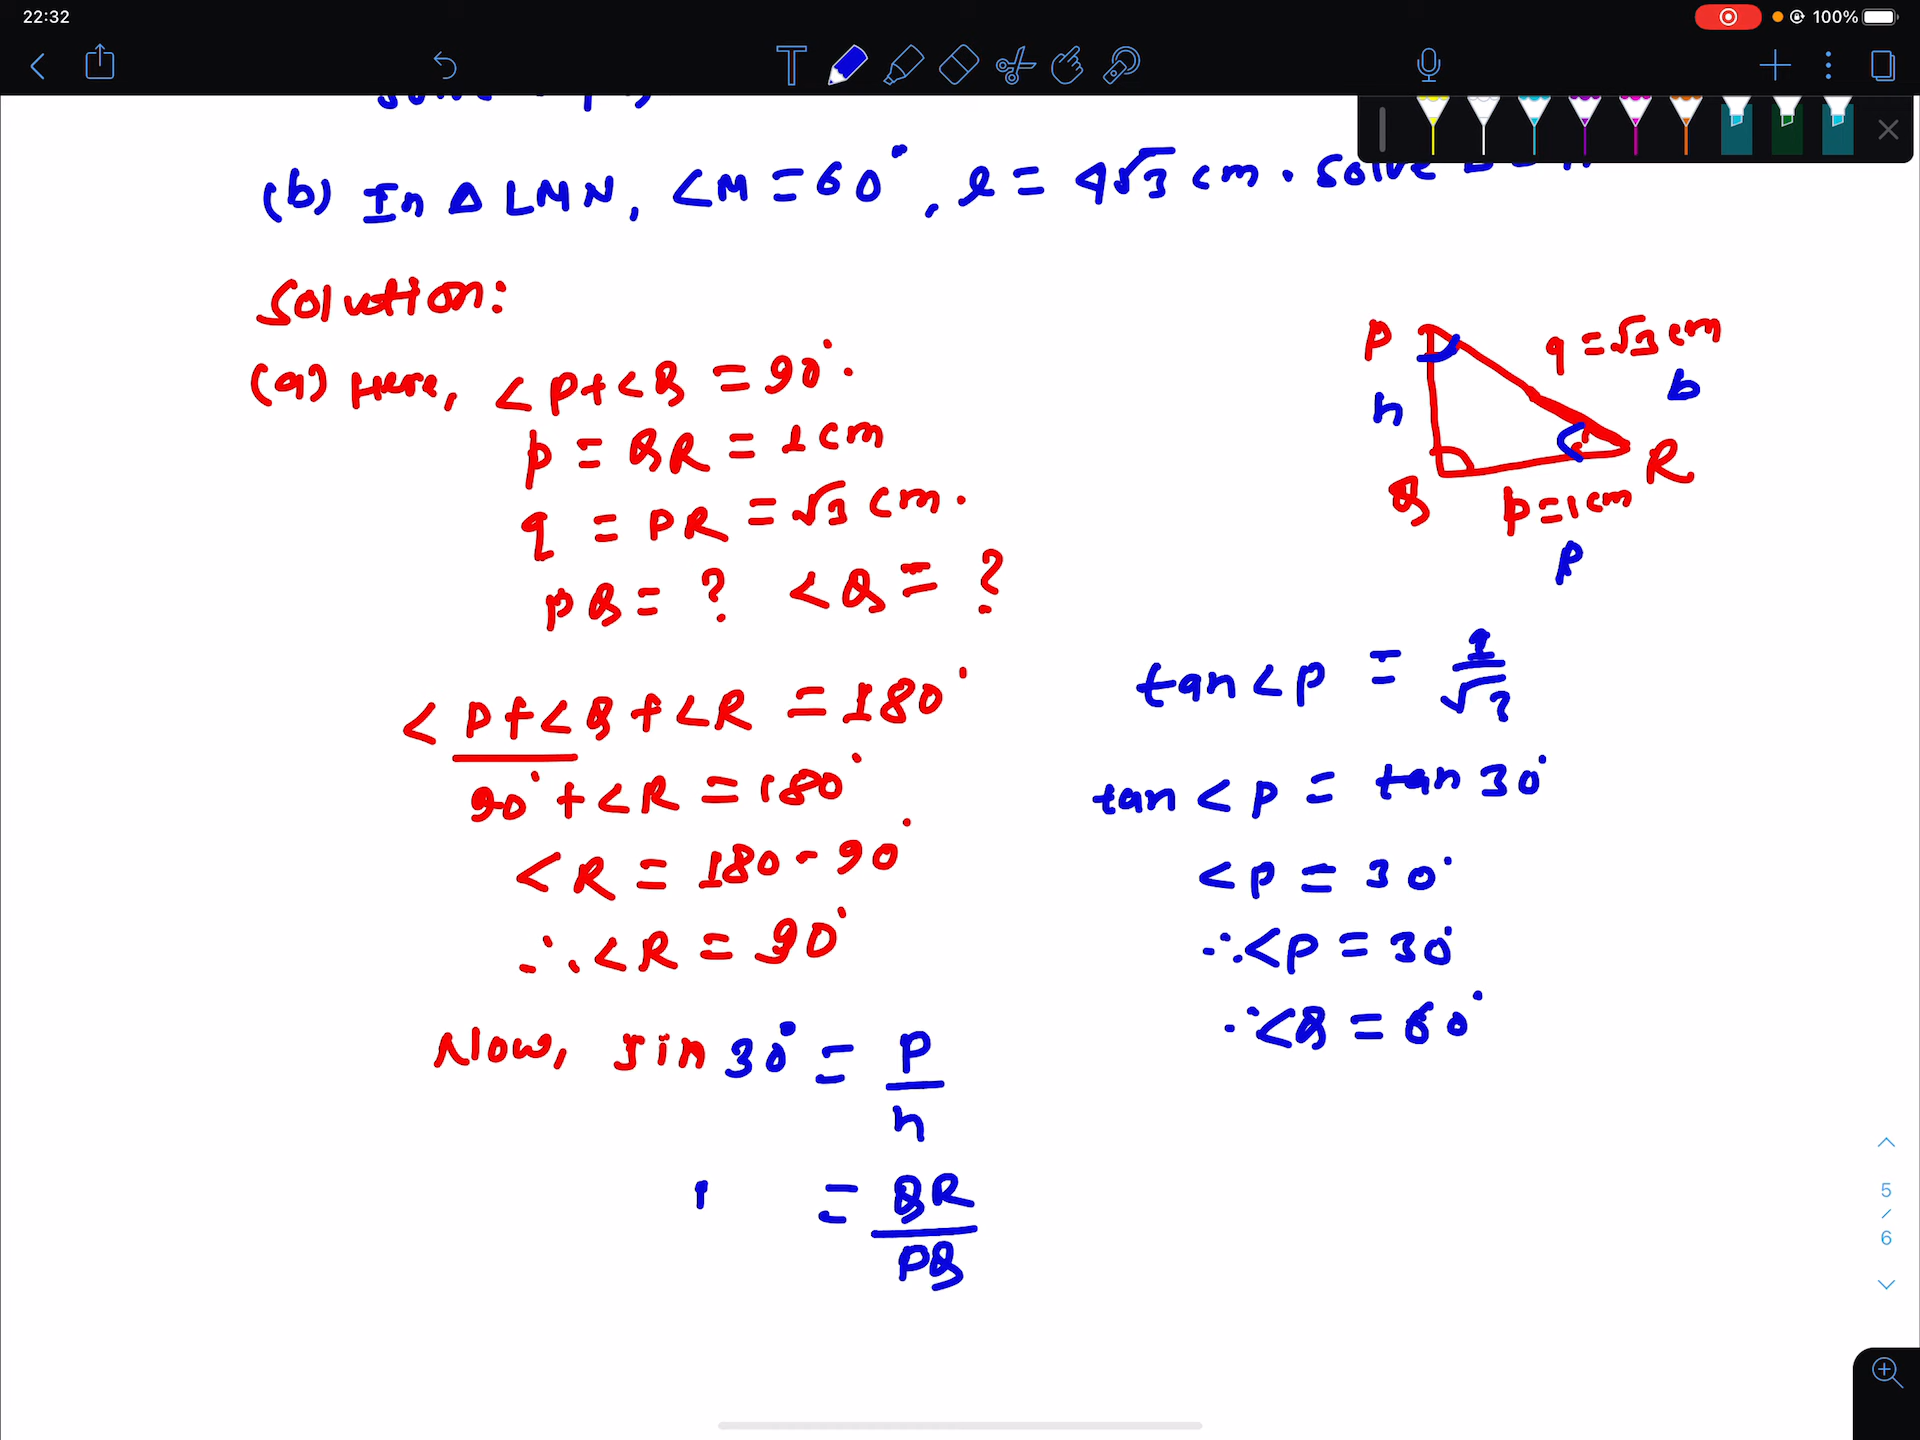 22:32
100%
(b) In Δ LMN, <M = 60°, l = 4√3 cm. Solve
Solution:
(a) Here, <P+<Q = 90°.
p = QR = 1 cm
q = PR = √3 cm.
PQ = ? <Q = ?
<P+<Q+<R = 180°
90° + <R = 180°
<R = 180 - 90°
∴ <R = 90°
Now, sin 30° = p/h
= QR/PQ
P
q = √3 cm
b
h
R
Q
p = 1 cm
p
tan<P = 1/√3
tan <P = tan 30°
<P = 30°
∴ <P = 30°
∴ <Q = 60°
5
/
6